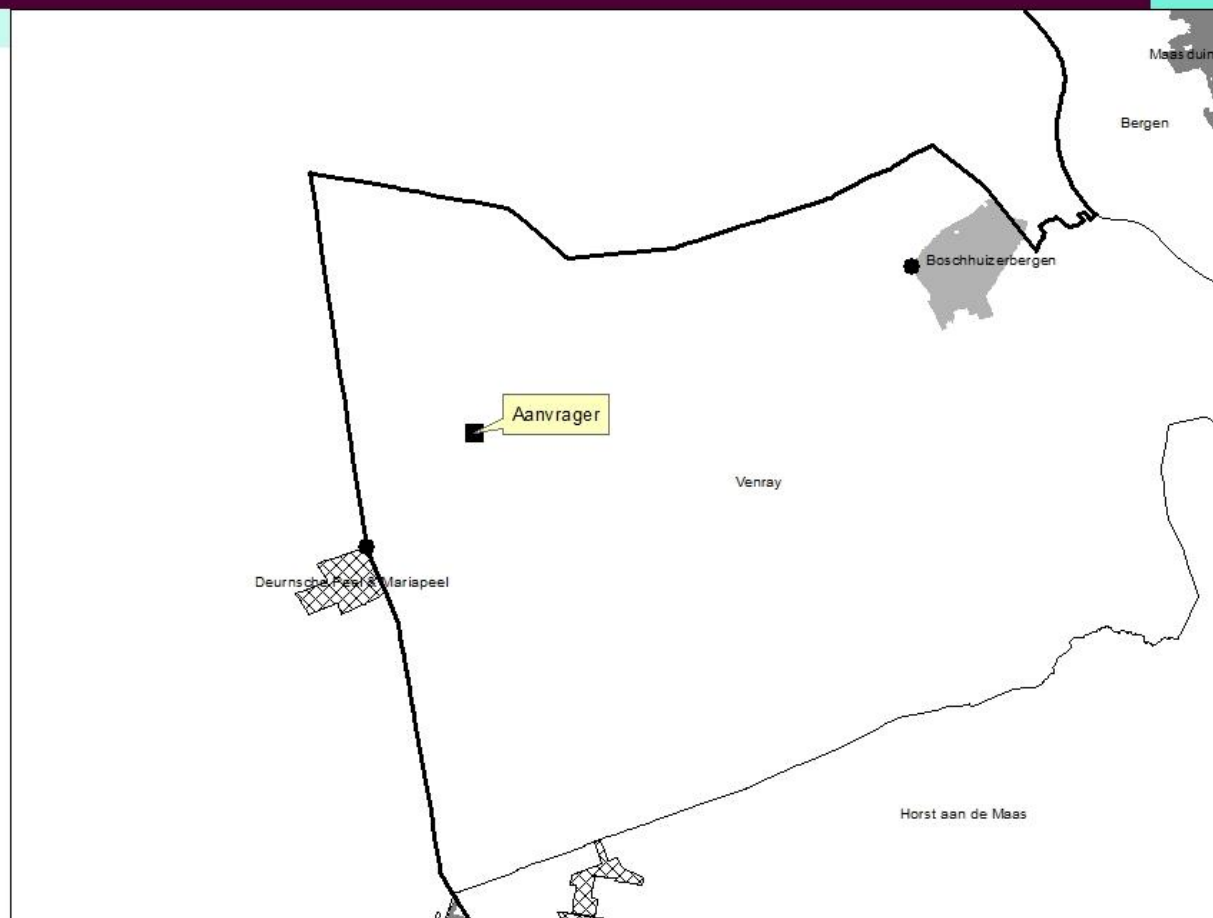 Maasduin
Bergen
Boschhuizerbergen
Aanvrager
Venray
Deurnsche Peel & Mariapeel
Horst aan de Maas